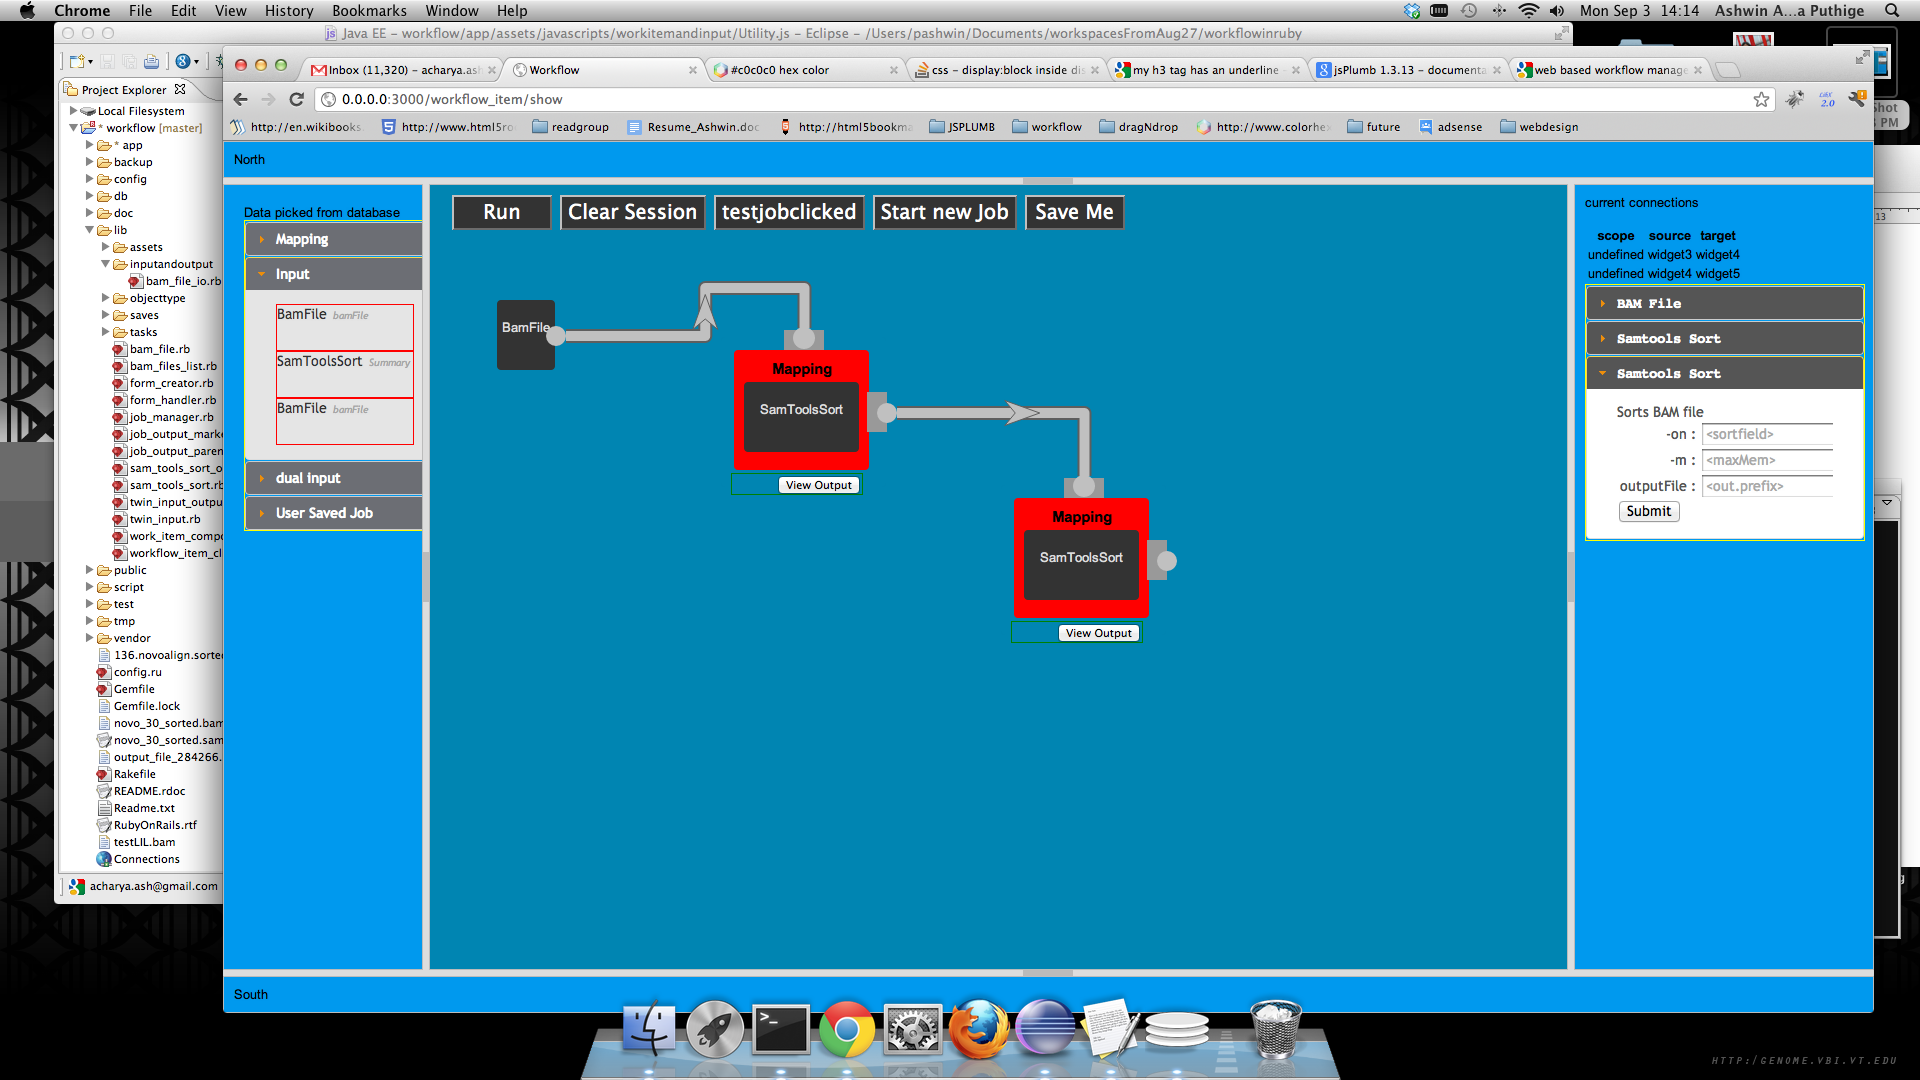 Chrome File Edit View History Bookmarks Window Help Mon Sep 3 14:14 Ashwin A...a Puthige
Java EE – workflow/app/assets/javascripts/workitemandinput/Utility.js – Eclipse – /Users/pashwin/Documents/workspacesFromAug27/workflowinruby
Inbox (11,320) – acharya.as
Workflow
#c0c0c0 hex color
css – display:block inside di
my h3 tag has an underline
jsPlumb 1.3.13 – documenta
web based workflow manage
0.0.0.0:3000/workflow_item/show
http://en.wikibooks
http://www.html5ro
readgroup
Resume_Ashwin.doc
http://html5bookma
JSPLUMB
workflow
dragNdrop
http://www.colorhex
future
adsense
webdesign
Project Explorer
Local Filesystem
* workflow [master]
* app
backup
config
db
doc
lib
assets
inputandoutput
bam_file_io.rb
objecttype
saves
tasks
bam_file.rb
bam_files_list.rb
form_creator.rb
form_handler.rb
job_manager.rb
job_output_marke
job_output_paren
sam_tools_sort_o
sam_tools_sort.rb
twin_input_outpu
twin_input.rb
work_item_compo
workflow_item_cl
public
script
test
tmp
vendor
136.novoalign.sorted
config.ru
Gemfile
Gemfile.lock
novo_30_sorted.bam
novo_30_sorted.sam
output_file_284266.
Rakefile
README.rdoc
Readme.txt
RubyOnRails.rtf
testLIL.bam
Connections
acharya.ash@gmail.com
North
Data picked from database
Mapping
Input
BamFile bamFile
SamToolsSort Summary
BamFile bamFile
dual input
User Saved Job
Run
Clear Session
testjobclicked
Start new Job
Save Me
BamFile
Mapping
SamToolsSort
View Output
Mapping
SamToolsSort
View Output
current connections
scope source target
undefined widget3 widget4
undefined widget4 widget5
BAM File
Samtools Sort
Samtools Sort
Sorts BAM file
-on : <sortfield>
-m : <maxMem>
outputFile : <out.prefix>
Submit
South
Shot
PM
13
HTTP:/GENOME.VBI.VT.EDU